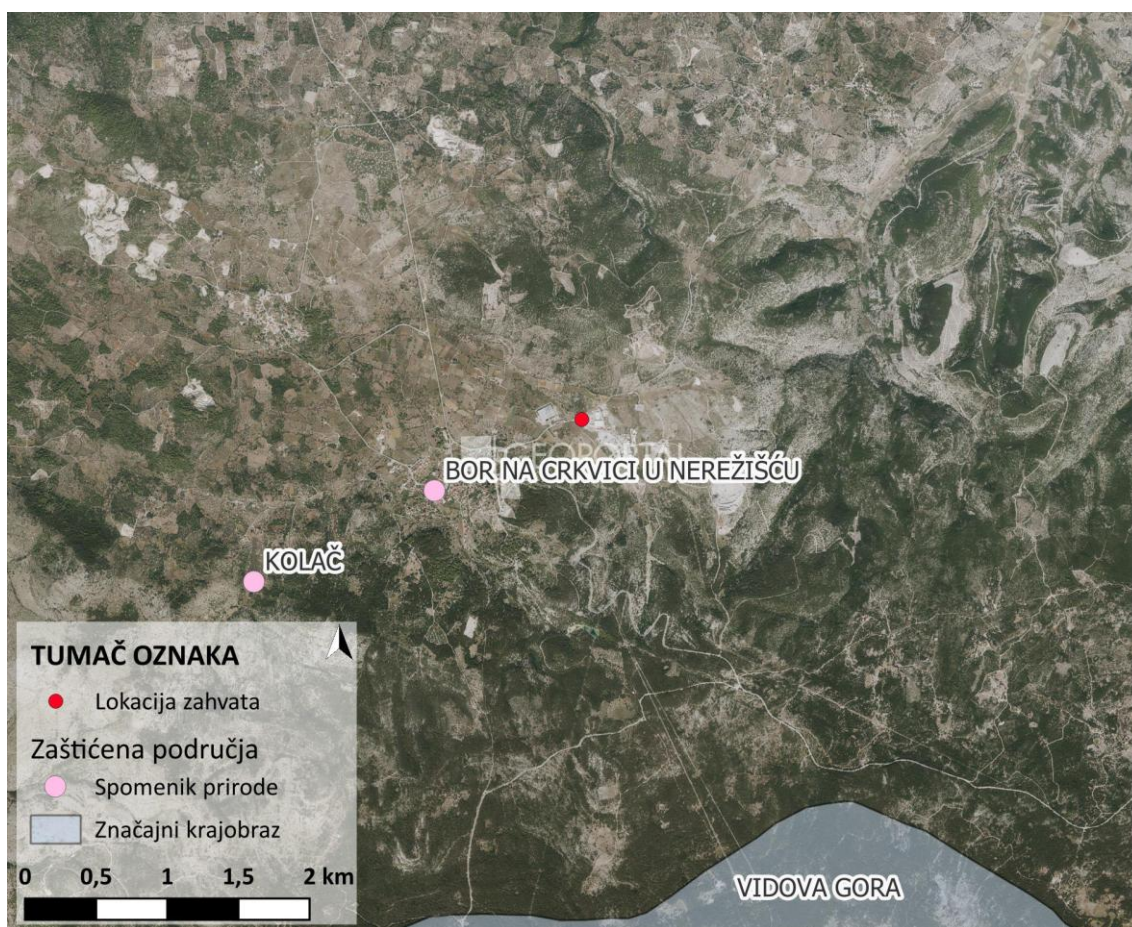 GEOPORTAL
BOR NA CRKVICI U NEREŽIŠĆU
KOLAČ
TUMAČ OZNAKA
Lokacija zahvata
Zaštićena područja
Spomenik prirode
Značajni krajobraz
0 0,5 1 1,5 2 km
VIDOVA GORA